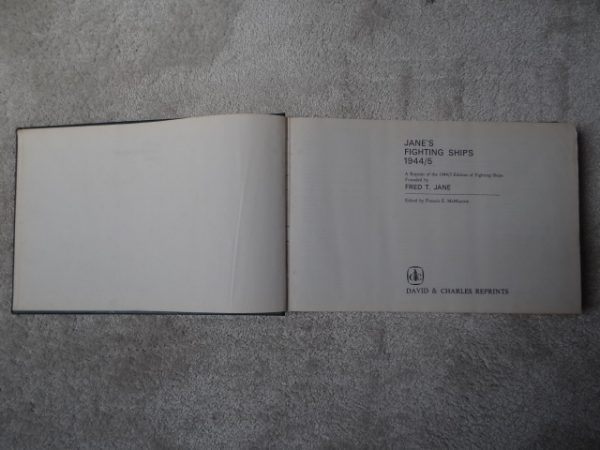 JANE'S
FIGHTING SHIPS
1944/5
A Reprint of the 1944/5 Edition of Fighting Ships
Founded by
FRED T. JANE
Edited by Francis E. McMurtrie
DAVID & CHARLES REPRINTS